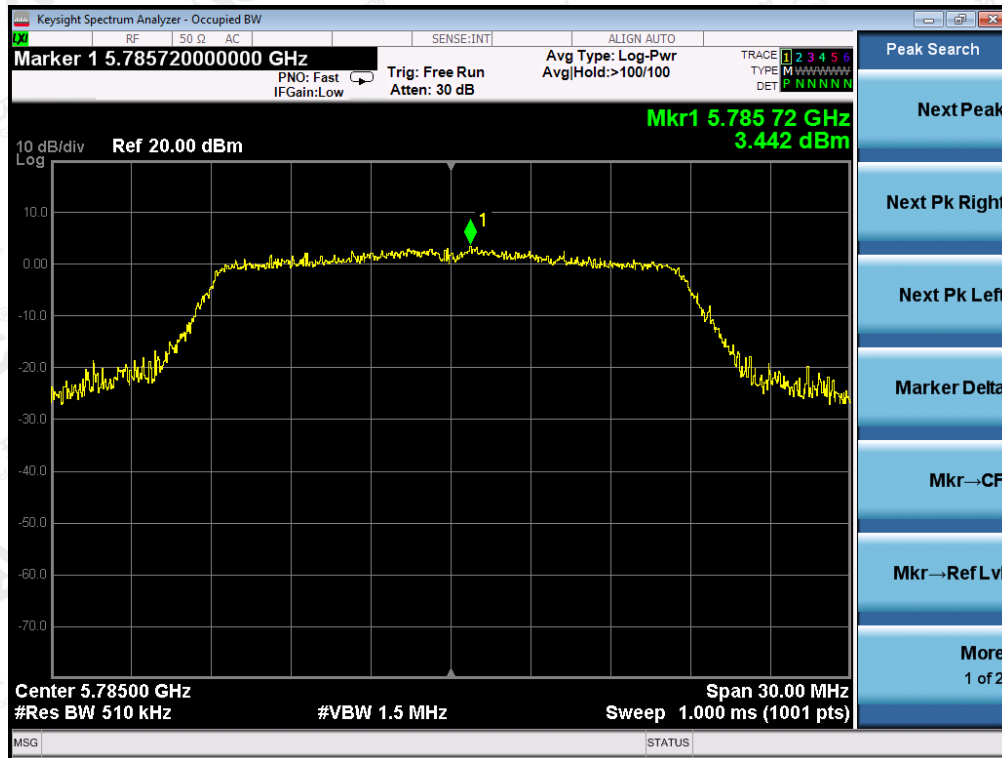 Keysight Spectrum Analyzer - Occupied BW
LXI RF 50 Ω AC SENSE:INT ALIGN AUTO
Marker 1 5.785720000000 GHz
PNO: Fast
IFGain:Low
Trig: Free Run
Atten: 30 dB
Avg Type: Log-Pwr
Avg|Hold:>100/100
TRACE 1 2 3 4 5 6
TYPE M WWWWW
DET P N N N N N
Mkr1 5.785 72 GHz
3.442 dBm
10 dB/div Ref 20.00 dBm
Log
10.0
0.00
-10.0
-20.0
-30.0
-40.0
-50.0
-60.0
-70.0
1
Center 5.78500 GHz
Span 30.00 MHz
#Res BW 510 kHz
#VBW 1.5 MHz
Sweep 1.000 ms (1001 pts)
MSG
STATUS
Peak Search
Next Peak
Next Pk Right
Next Pk Left
Marker Delta
Mkr→CF
Mkr→Ref Lvl
More
1 of 2